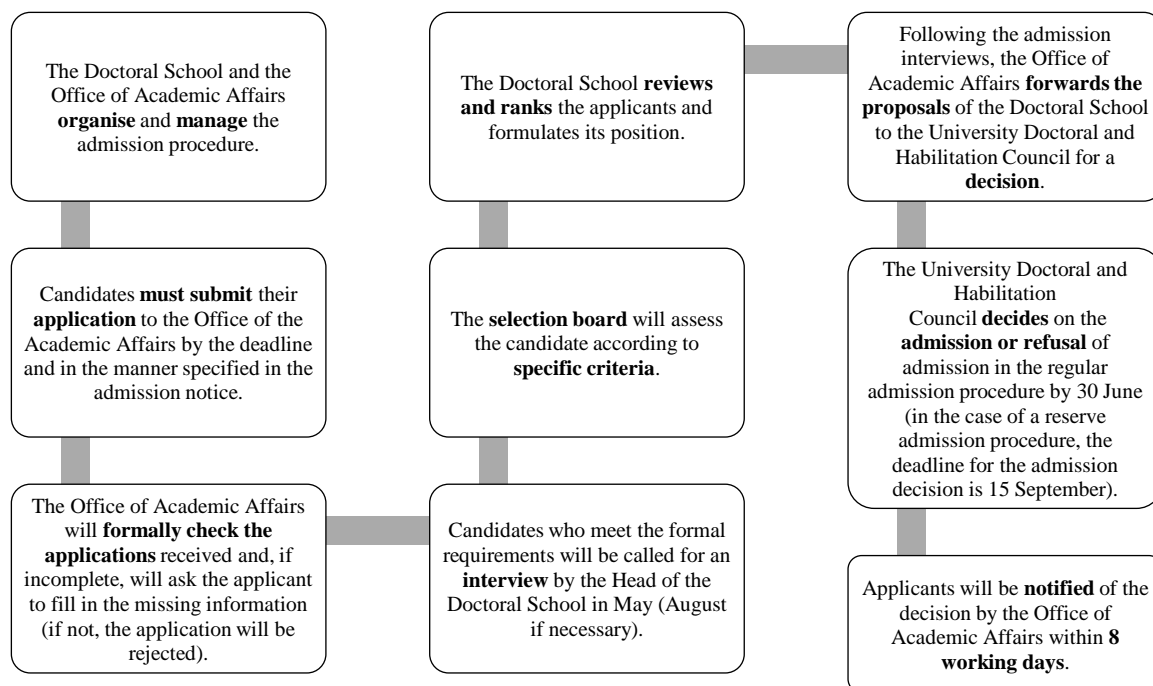 The Doctoral School and the
Office of Academic Affairs
organise and manage the
admission procedure.
Candidates must submit their
application to the Office of the
Academic Affairs by the deadline
and in the manner specified in the
admission notice.
The Office of Academic Affairs
will formally check the
applications received and, if
incomplete, will ask the applicant
to fill in the missing information
(if not, the application will be
rejected).
Candidates who meet the formal
requirements will be called for an
interview by the Head of the
Doctoral School in May (August
if necessary).
The selection board will assess
the candidate according to
specific criteria.
The Doctoral School reviews
and ranks the applicants and
formulates its position.
Following the admission
interviews, the Office of
Academic Affairs forwards the
proposals of the Doctoral School
to the University Doctoral and
Habilitation Council for a
decision.
The University Doctoral and
Habilitation
Council decides on the
admission or refusal of
admission in the regular
admission procedure by 30 June
(in the case of a reserve
admission procedure, the
deadline for the admission
decision is 15 September).
Applicants will be notified of the
decision by the Office of
Academic Affairs within 8
working days.